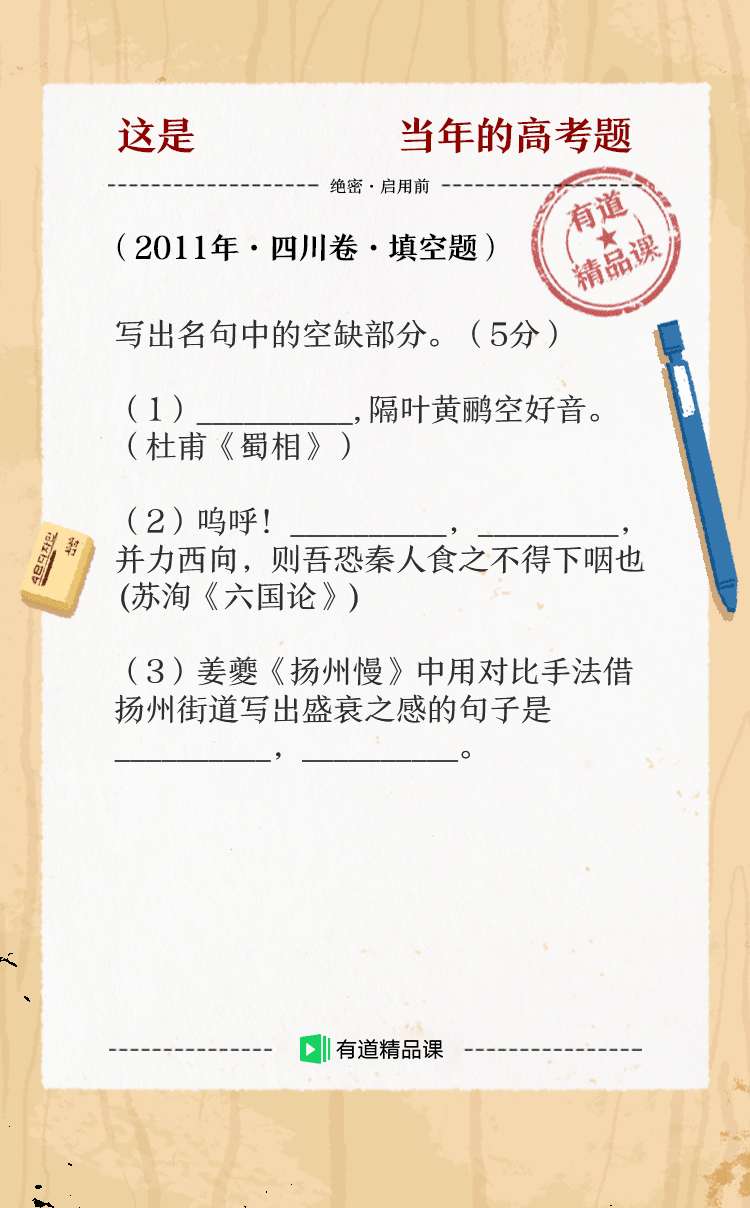 这是 当年的高考题
绝密·启用前
有道
精品课
（2011年·四川卷·填空题）
写出名句中的空缺部分。（5分）
（1）__________,隔叶黄鹂空好音。
（杜甫《蜀相》）
（2）呜呼！__________，_________，
并力西向，则吾恐秦人食之不得下咽也
(苏洵《六国论》)
（3）姜夔《扬州慢》中用对比手法借
扬州街道写出盛衰之感的句子是
__________，__________。
有道精品课